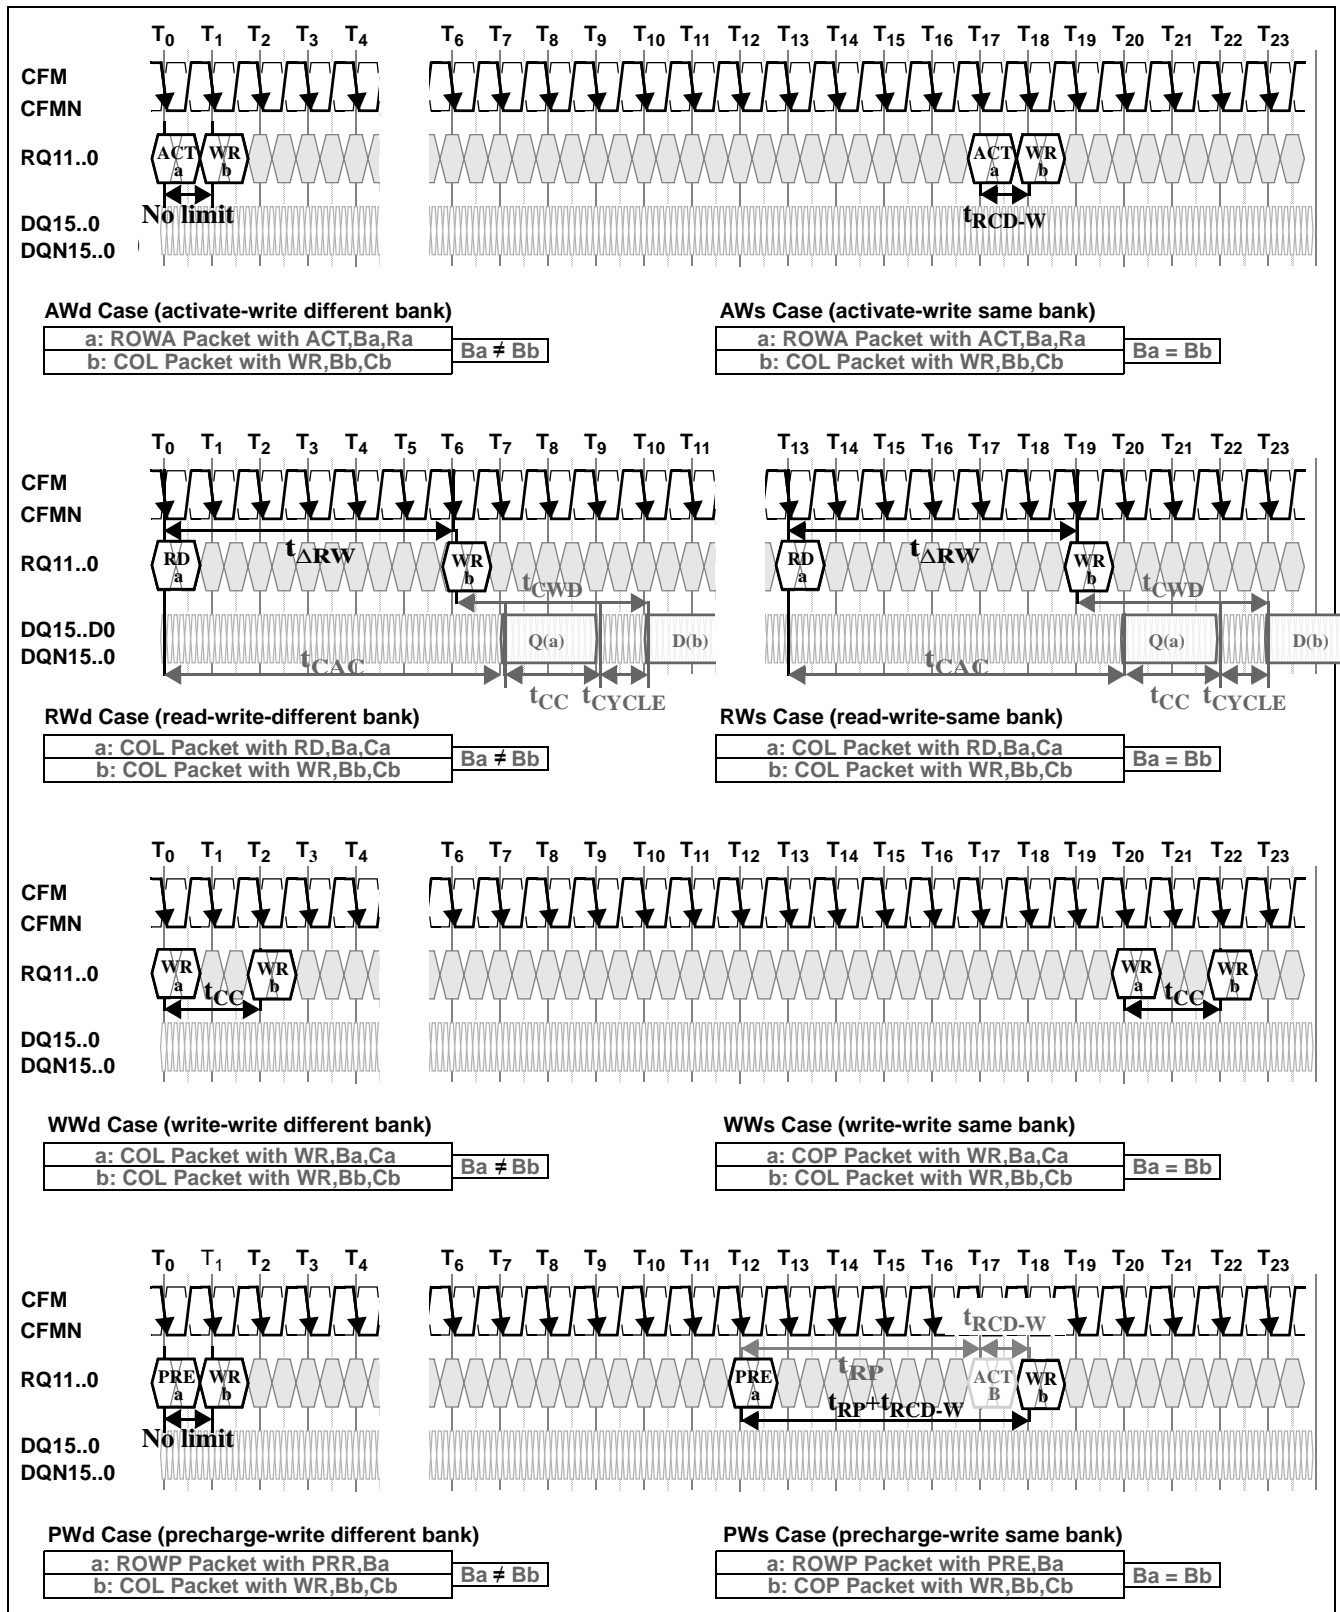 T0 T1 T2 T3 T4 T6 T7 T8 T9 T10 T11 T12 T13 T14 T15 T16 T17 T18 T19 T20 T21 T22 T23
CFM
CFMN
RQ11..0
ACT a WR b ACT a WR b
No limit tRCD-W
DQ15..0
DQN15..0
AWd Case (activate-write different bank) AWs Case (activate-write same bank)
a: ROWA Packet with ACT,Ba,Ra a: ROWA Packet with ACT,Ba,Ra
Ba ≠ Bb Ba = Bb
b: COL Packet with WR,Bb,Cb b: COL Packet with WR,Bb,Cb
T0 T1 T2 T3 T4 T5 T6 T7 T8 T9 T10 T11 T13 T14 T15 T16 T17 T18 T19 T20 T21 T22 T23
CFM
CFMN
tΔRW tΔRW
RQ11..0
RD a WR b RD a WR b
tCWD tCWD
DQ15..D0
DQN15..0
Q(a) D(b) Q(a) D(b)
tCAC tCAC
tCC tCYCLE tCC tCYCLE
RWd Case (read-write-different bank) RWs Case (read-write-same bank)
a: COL Packet with RD,Ba,Ca a: COL Packet with RD,Ba,Ca
Ba ≠ Bb Ba = Bb
b: COL Packet with WR,Bb,Cb b: COL Packet with WR,Bb,Cb
T0 T1 T2 T3 T4 T6 T7 T8 T9 T10 T11 T12 T13 T14 T15 T16 T17 T18 T19 T20 T21 T22 T23
CFM
CFMN
RQ11..0
WR a WR b WR a WR b
tCC tCC
DQ15..0
DQN15..0
WWd Case (write-write different bank) WWs Case (write-write same bank)
a: COL Packet with WR,Ba,Ca a: COP Packet with WR,Ba,Ca
Ba ≠ Bb Ba = Bb
b: COL Packet with WR,Bb,Cb b: COL Packet with WR,Bb,Cb
T0 T1 T2 T3 T4 T6 T7 T8 T9 T10 T11 T12 T13 T14 T15 T16 T17 T18 T19 T20 T21 T22 T23
CFM
CFMN
tRCD-W
RQ11..0
PRE a WR b PRE a tRP ACT B WR b
tRP+tRCD-W
No limit
DQ15..0
DQN15..0
PWd Case (precharge-write different bank) PWs Case (precharge-write same bank)
a: ROWP Packet with PRR,Ba a: ROWP Packet with PRE,Ba
Ba ≠ Bb Ba = Bb
b: COL Packet with WR,Bb,Cb b: COP Packet with WR,Bb,Cb